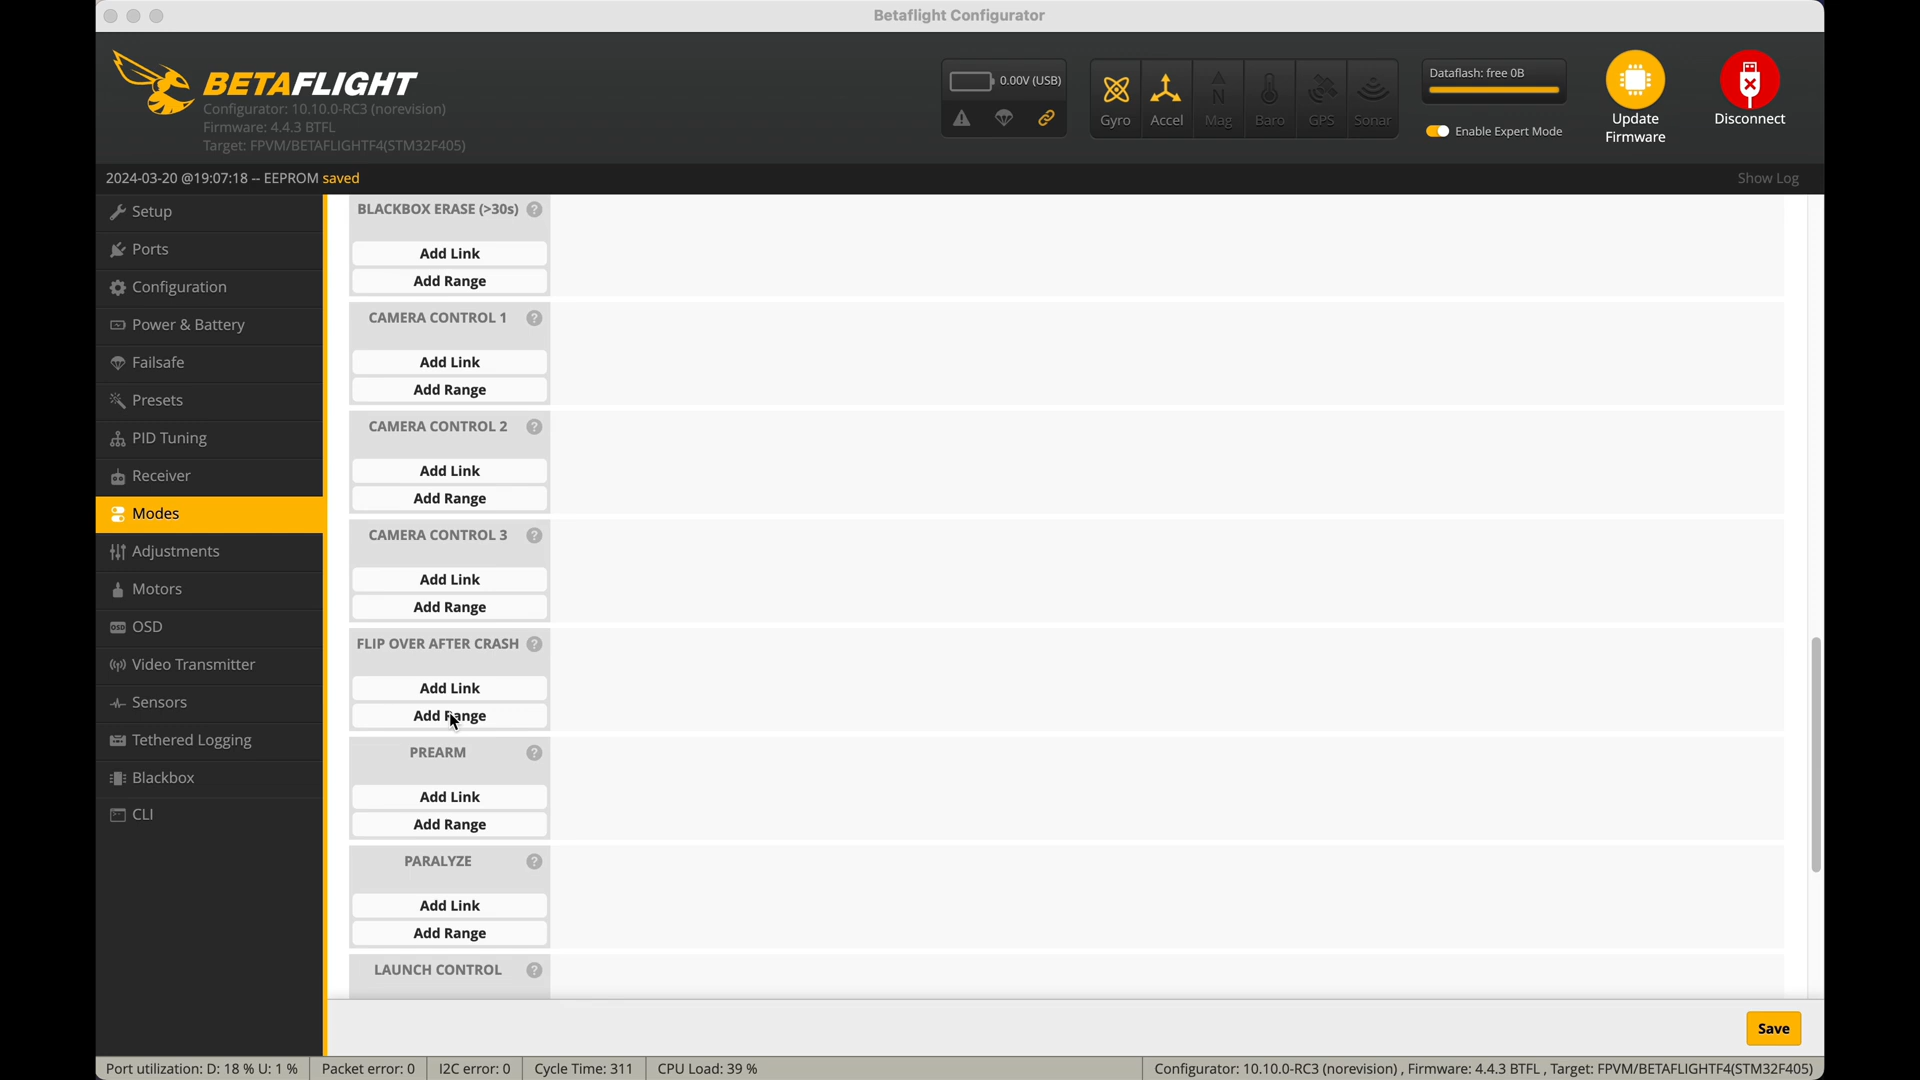 Betaflight Configurator
BETAFLIGHT
Configurator: 10.10.0-RC3 (norevision)
Firmware: 4.4.3 BTFL
Target: FPVM/BETAFLIGHTF4(STM32F405)
0.00V (USB)
Gyro
Accel
Mag
Baro
GPS
Sonar
Dataflash: free 0B
Enable Expert Mode
Update
Firmware
Disconnect
2024-03-20 @19:07:18 -- EEPROM saved
Show Log
Setup
Ports
Configuration
Power & Battery
Failsafe
Presets
PID Tuning
Receiver
Modes
Adjustments
Motors
OSD
OSD
Video Transmitter
Sensors
Tethered Logging
Blackbox
CLI
BLACKBOX ERASE (>30s) ?
Add Link
Add Range
CAMERA CONTROL 1 ?
Add Link
Add Range
CAMERA CONTROL 2 ?
Add Link
Add Range
CAMERA CONTROL 3 ?
Add Link
Add Range
FLIP OVER AFTER CRASH ?
Add Link
Add Range
PREARM ?
Add Link
Add Range
PARALYZE ?
Add Link
Add Range
LAUNCH CONTROL ?
Save
Port utilization: D: 18 % U: 1 %
Packet error: 0
I2C error: 0
Cycle Time: 311
CPU Load: 39 %
Configurator: 10.10.0-RC3 (norevision) , Firmware: 4.4.3 BTFL , Target: FPVM/BETAFLIGHTF4(STM32F405)